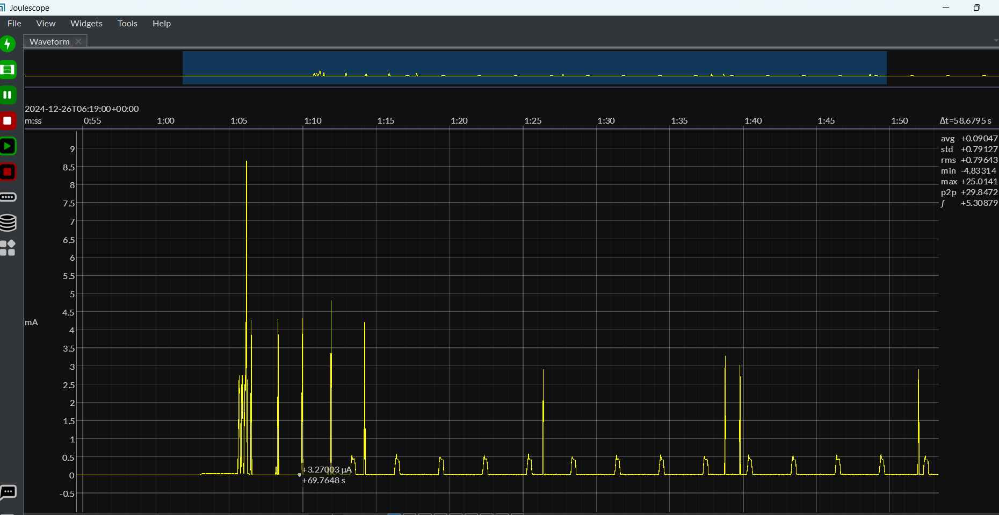 Joulescope
File View Widgets Tools Help
Waveform
2024-12-26T06:19:00+00:00
m:ss 0:55 1:00 1:05 1:10 1:15 1:20 1:25 1:30 1:35 1:40 1:45 1:50 Δt=58.6795 s
avg +0.09047
std +0.79127
rms +0.79643
min -4.83314
max +25.0141
p2p +29.8472
∫ +5.30879
9
8.5
8
7.5
7
6.5
6
5.5
5
4.5
mA
4
3.5
3
2.5
2
1.5
1
0.5
0
-0.5
+3.27003 µA
+69.7648 s